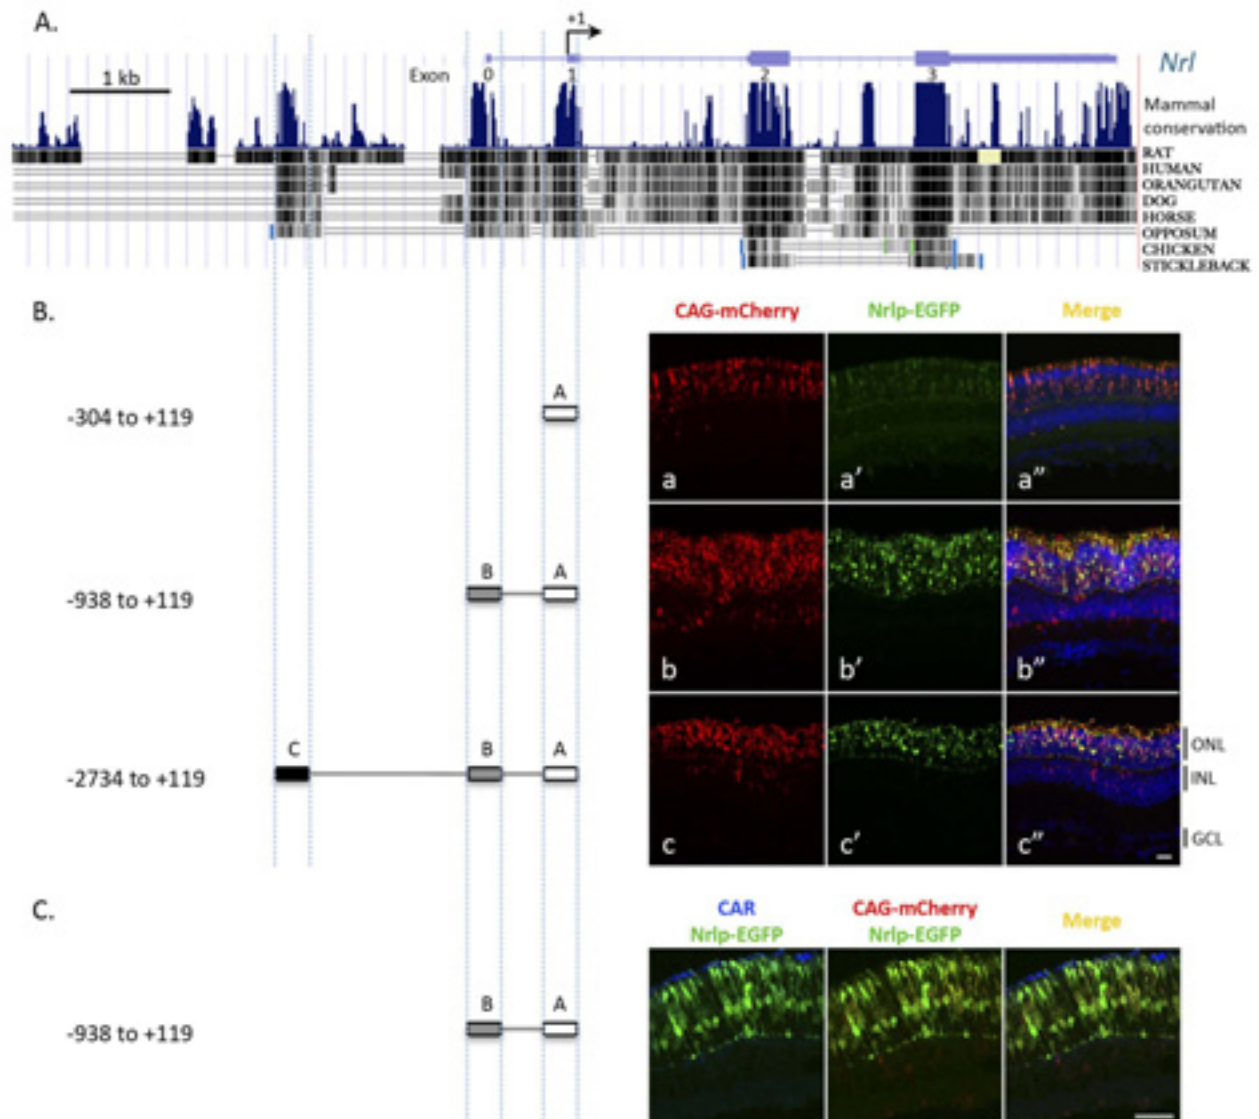 A.
+1
1 kb
Exon
0
1
2
3
Nrl
Mammal
conservation
RAT
HUMAN
ORANGUTAN
DOG
HORSE
OPPOSUM
CHICKEN
STICKLEBACK
B.
CAG-mCherry
Nrlp-EGFP
Merge
-304 to +119
A
a
a'
a"
-938 to +119
B
A
b
b'
b"
-2734 to +119
C
B
A
c
c'
c"
ONL
INL
GCL
C.
CAR
Nrlp-EGFP
CAG-mCherry
Nrlp-EGFP
Merge
-938 to +119
B
A